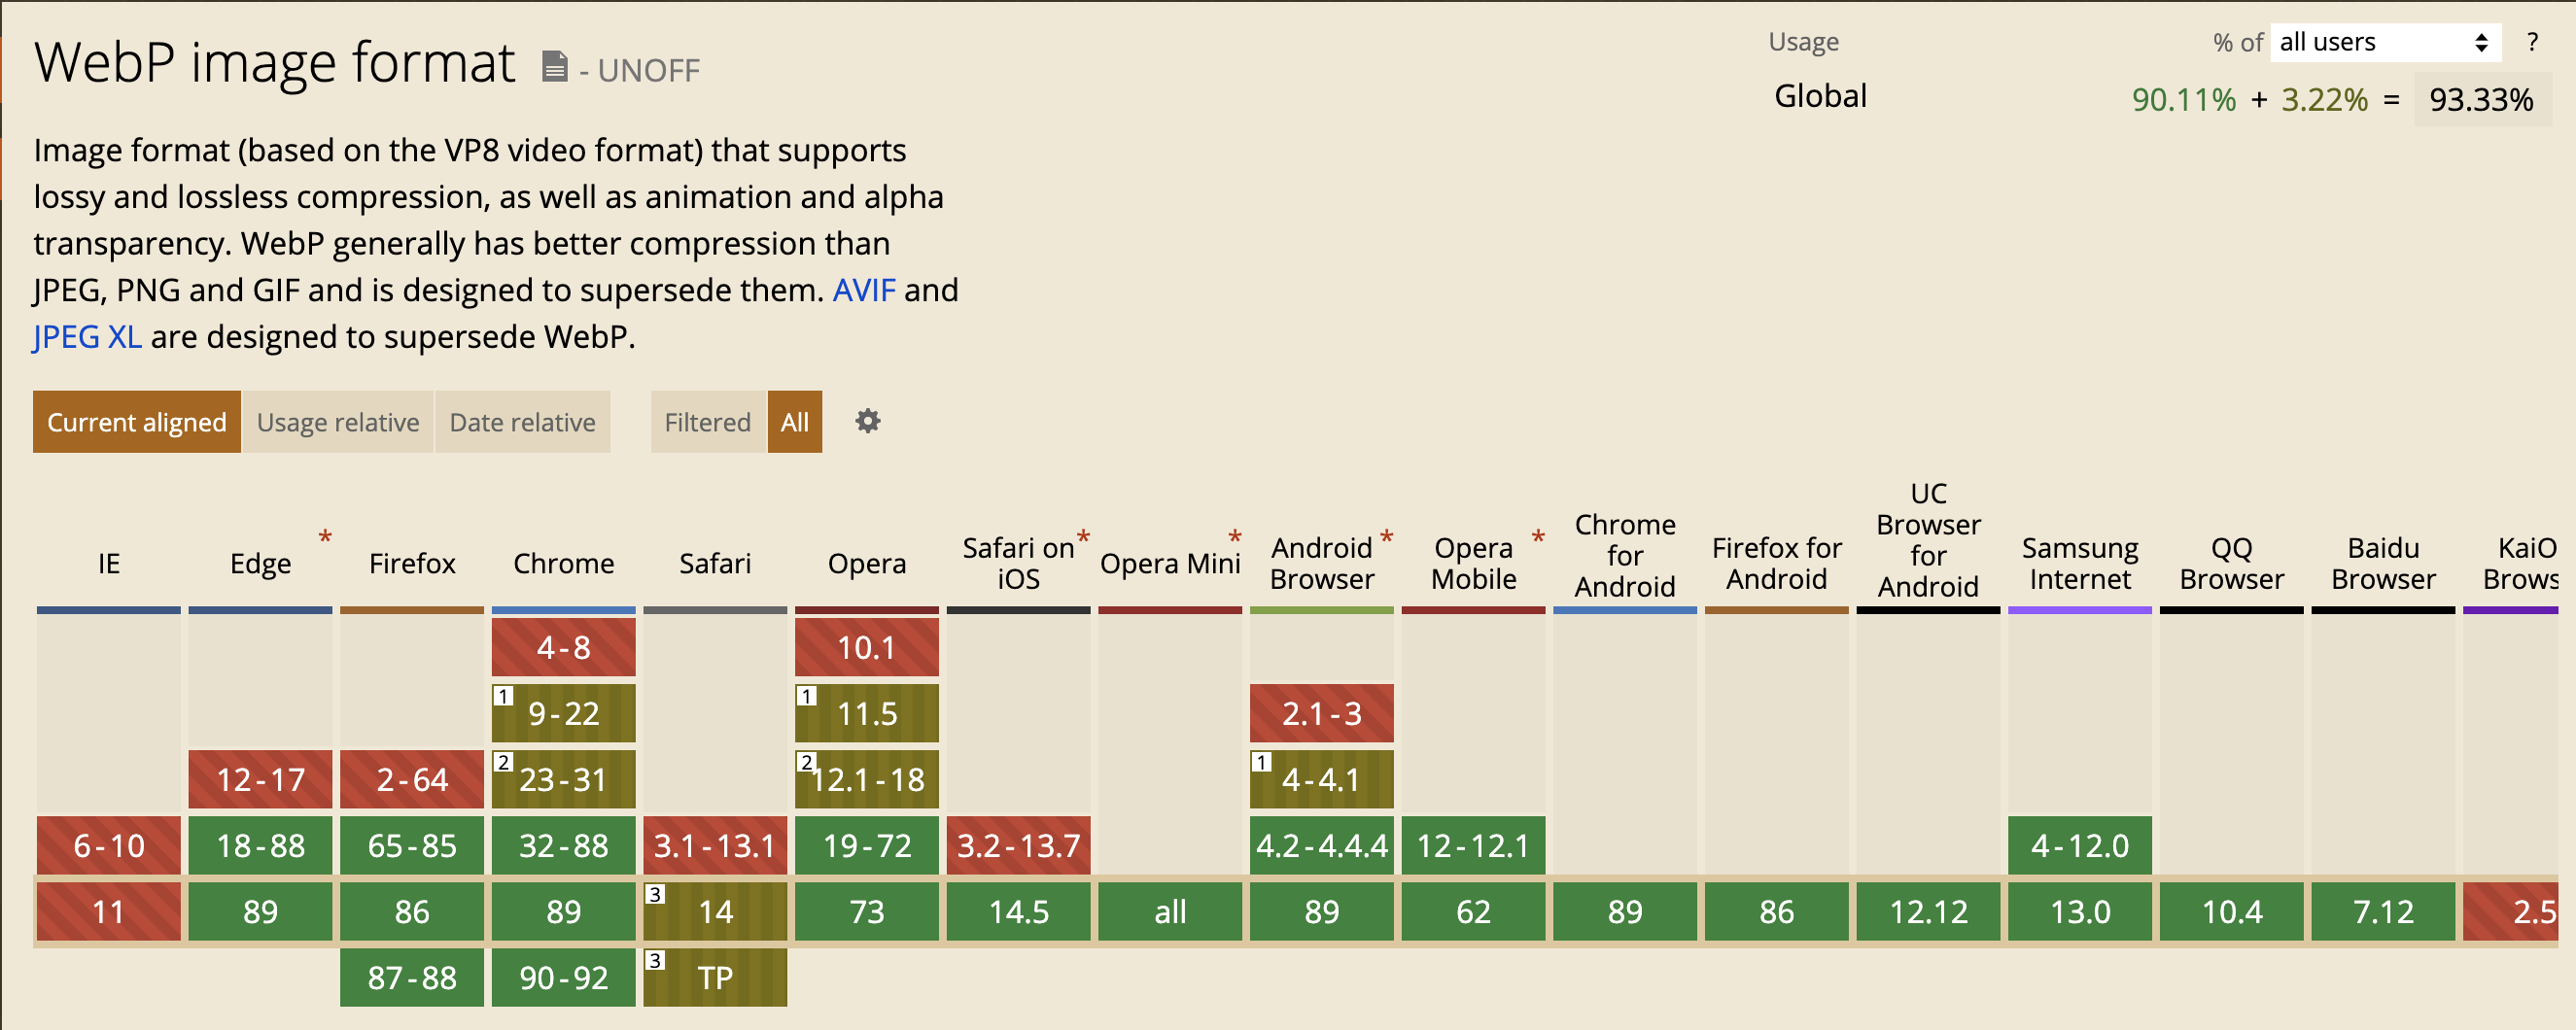 WebP image format - UNOFF
Usage % of all users ?
Global 90.11% + 3.22% = 93.33%
Image format (based on the VP8 video format) that supports
lossy and lossless compression, as well as animation and alpha
transparency. WebP generally has better compression than
JPEG, PNG and GIF and is designed to supersede them. AVIF and
JPEG XL are designed to supersede WebP.
Current aligned Usage relative Date relative Filtered All
IE
Edge *
Firefox
Chrome
Safari
Opera
Safari on *
iOS
Opera Mini *
Android *
Browser
Opera *
Mobile
Chrome
for
Android
Firefox for
Android
UC
Browser
for
Android
Samsung
Internet
QQ
Browser
Baidu
Browser
KaiO
Brows
4-8 10.1
1 9-22 1 11.5 2.1-3
12-17 2-64 2 23-31 2 12.1-18 1 4-4.1
6-10 18-88 65-85 32-88 3.1-13.1 19-72 3.2-13.7 4.2-4.4.4 12-12.1 4-12.0
11 89 86 89 3 14 73 14.5 all 89 62 89 86 12.12 13.0 10.4 7.12 2.5
87-88 90-92 3 TP